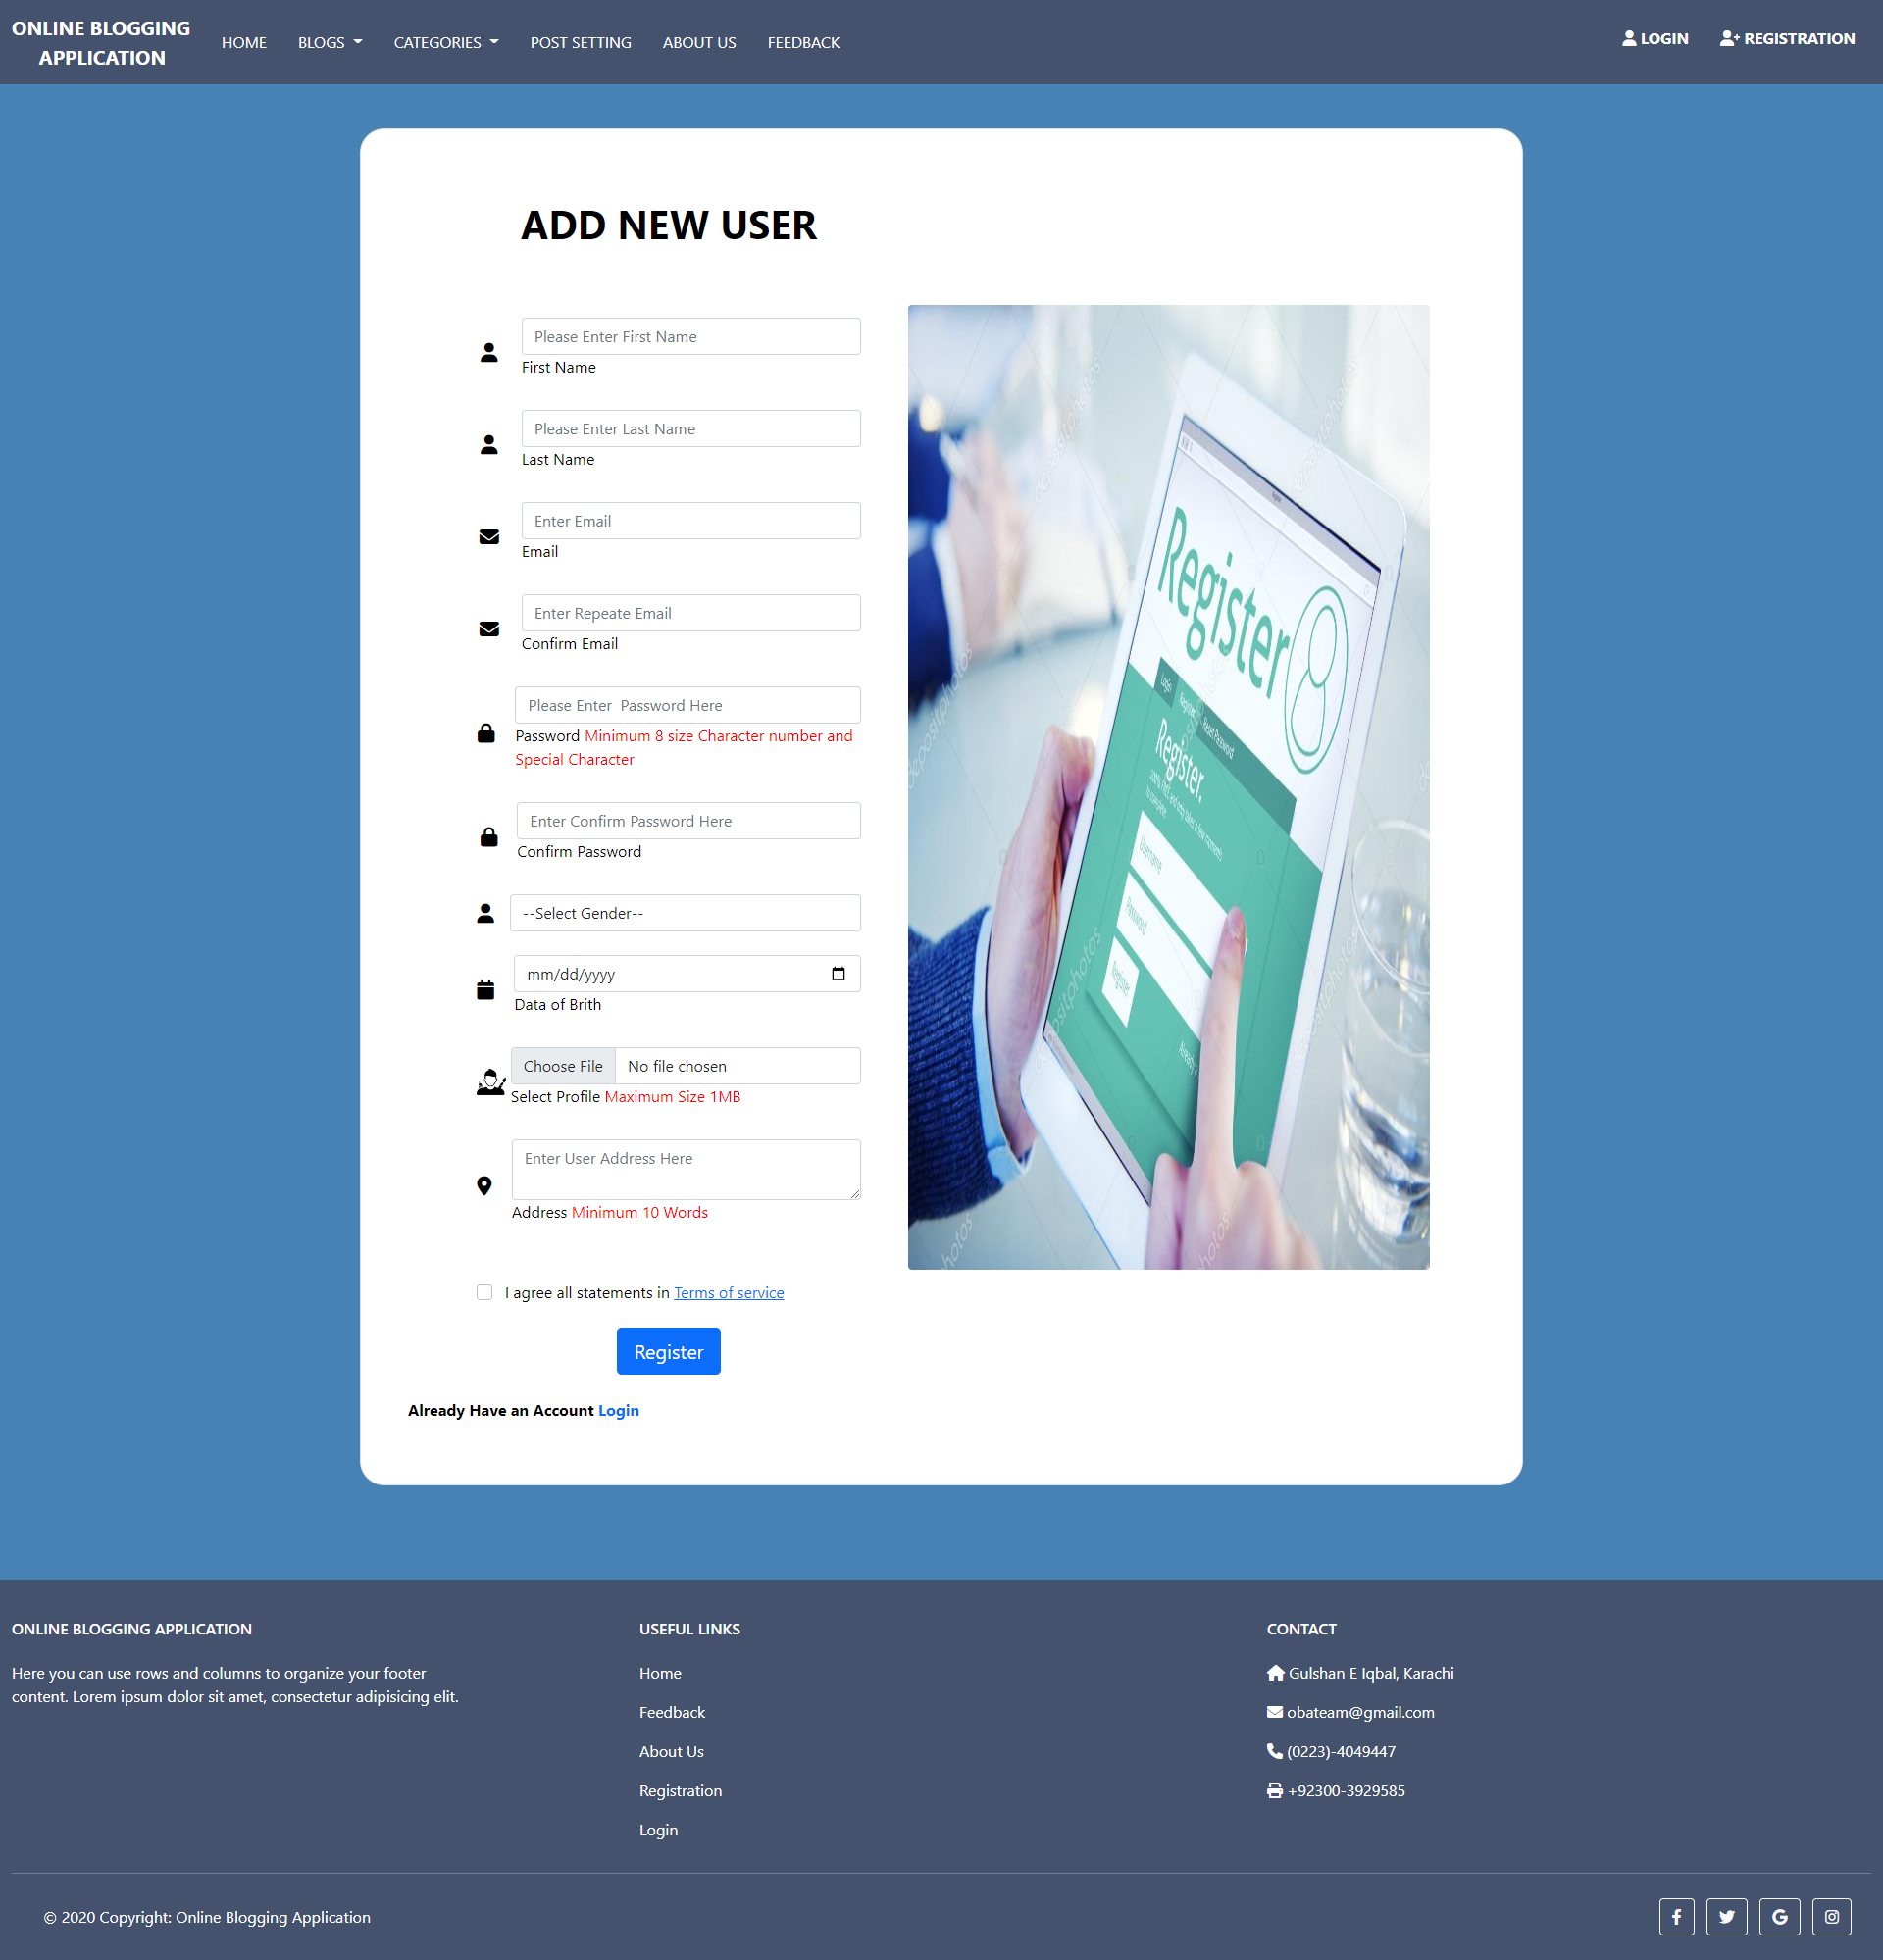 ONLINE BLOGGING
APPLICATION
HOME
BLOGS
CATEGORIES
POST SETTING
ABOUT US
FEEDBACK
LOGIN
REGISTRATION
ADD NEW USER
Please Enter First Name
First Name
Please Enter Last Name
Last Name
Enter Email
Email
Enter Repeate Email
Confirm Email
Please Enter  Password Here
Password Minimum 8 size Character number and
Special Character
Enter Confirm Password Here
Confirm Password
--Select Gender--
mm/dd/yyyy
Data of Brith
Choose File No file chosen
Select Profile Maximum Size 1MB
Enter User Address Here
Address Minimum 10 Words
I agree all statements in Terms of service
Register
Already Have an Account Login
Register
Login
Register
Reset Password
Register.
Username
Password
Register
depositphotos
depositphotos
depositphotos
depositphotos
ONLINE BLOGGING APPLICATION
Here you can use rows and columns to organize your footer
content. Lorem ipsum dolor sit amet, consectetur adipisicing elit.
USEFUL LINKS
Home
Feedback
About Us
Registration
Login
CONTACT
Gulshan E Iqbal, Karachi
obateam@gmail.com
(0223)-4049447
+92300-3929585
© 2020 Copyright: Online Blogging Application